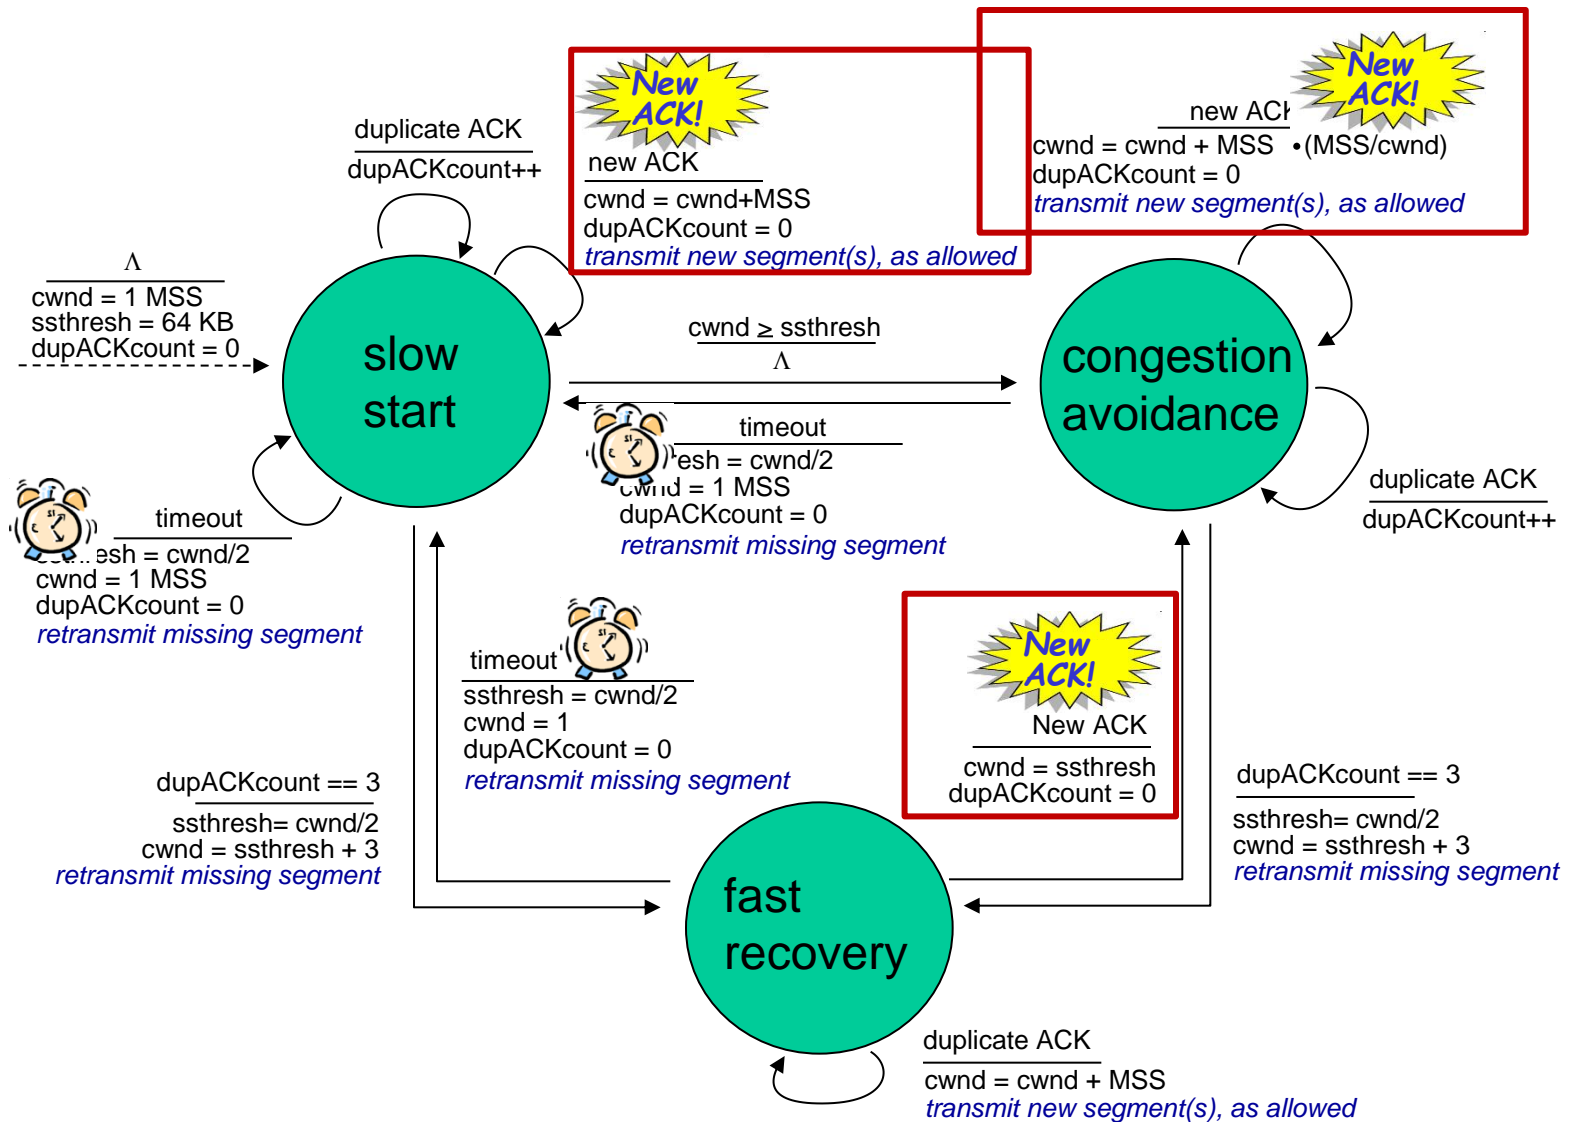 New
ACK!
new ACK
cwnd = cwnd+MSS
dupACKcount = 0
transmit new segment(s), as allowed
New
ACK!
new
cwnd = cwnd + MSS •(MSS/cwnd)
dupACKcount = 0
transmit new segment(s), as allowed
duplicate ACK
dupACKcount++
Λ
cwnd = 1 MSS
ssthresh = 64 KB
dupACKcount = 0
slow
start
cwnd ≥ ssthresh
Λ
congestion
avoidance
timeout
= cwnd/2
cwnd = 1 MSS
dupACKcount = 0
retransmit missing segment
duplicate ACK
dupACKcount++
timeout
= cwnd/2
cwnd = 1 MSS
dupACKcount = 0
retransmit missing segment
timeout
ssthresh = cwnd/2
cwnd = 1
dupACKcount = 0
retransmit missing segment
New
ACK!
New ACK
cwnd = ssthresh
dupACKcount = 0
dupACKcount == 3
ssthresh= cwnd/2
cwnd = ssthresh + 3
retransmit missing segment
dupACKcount == 3
ssthresh= cwnd/2
cwnd = ssthresh + 3
retransmit missing segment
fast
recovery
duplicate ACK
cwnd = cwnd + MSS
transmit new segment(s), as allowed